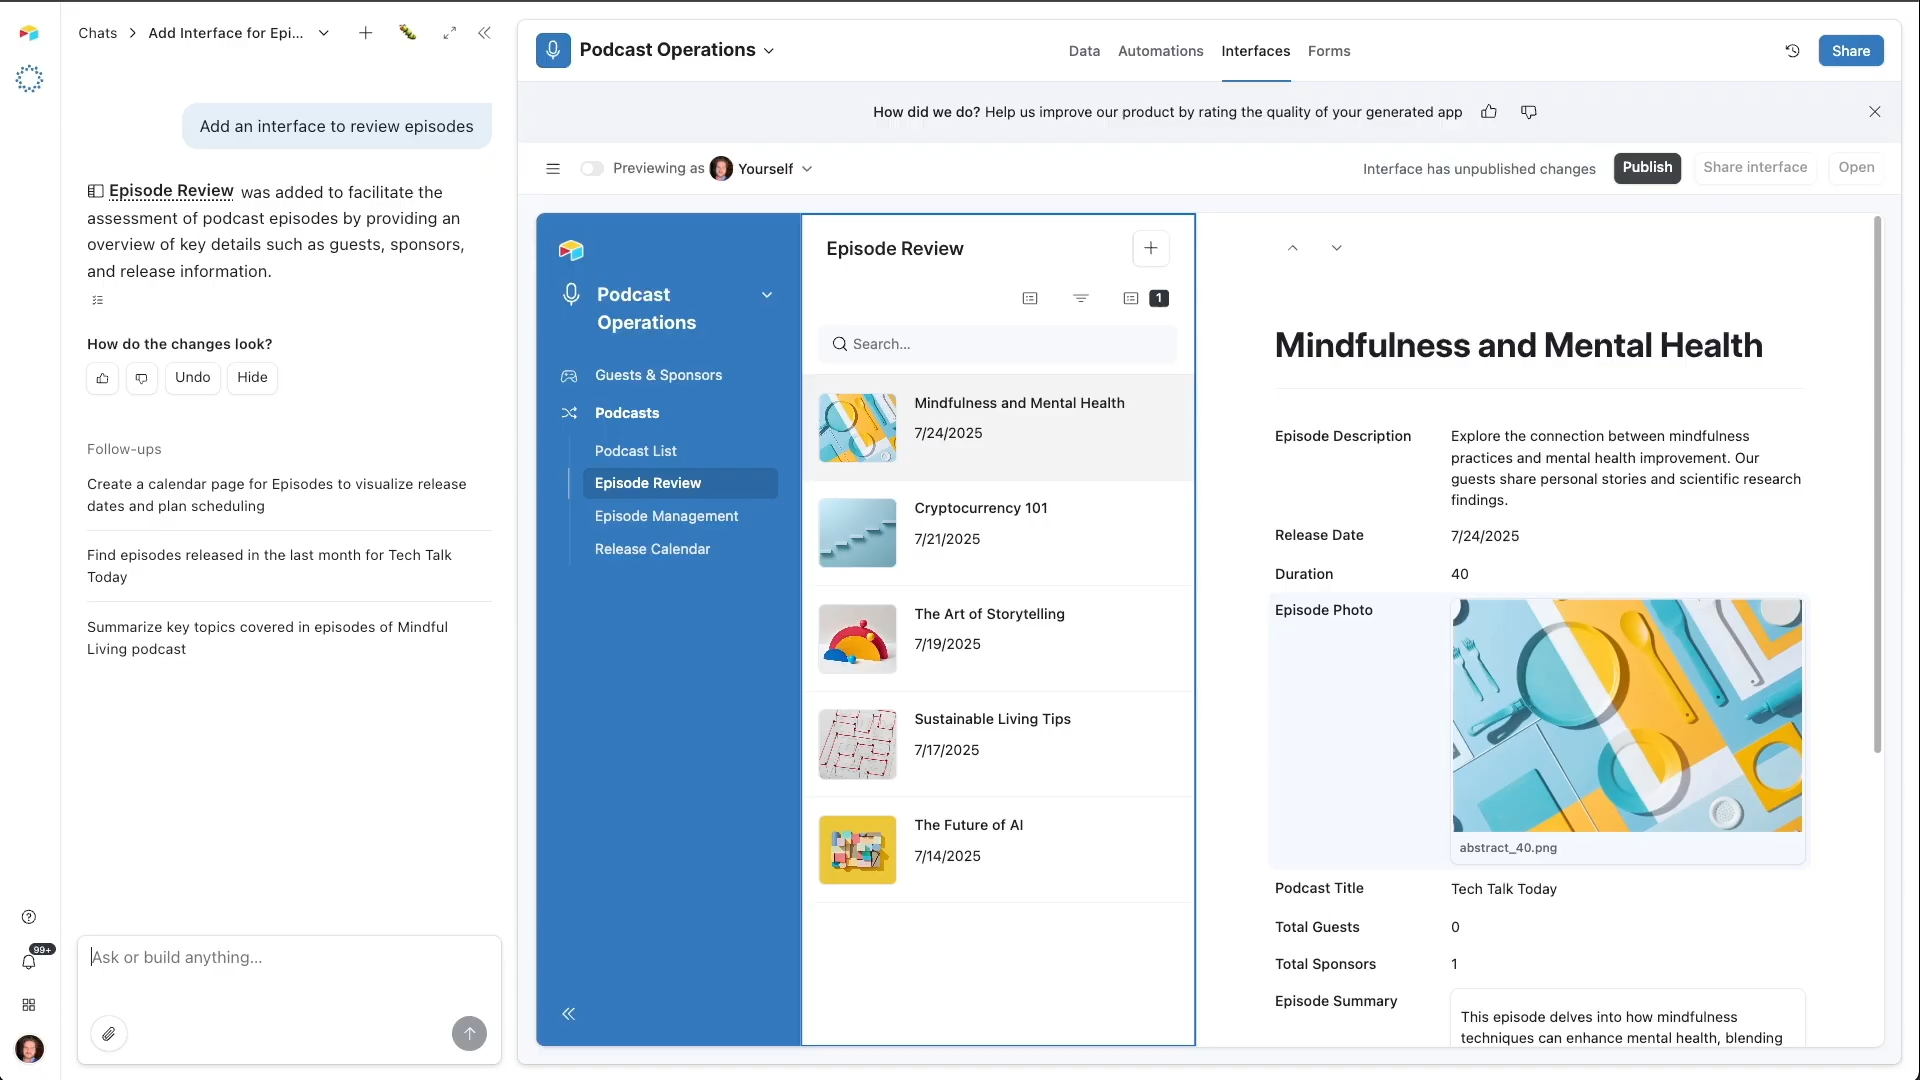 Chats
Add Interface for Epi...
Add an interface to review episodes
Episode Review was added to facilitate the
assessment of podcast episodes by providing an
overview of key details such as guests, sponsors,
and release information.
How do the changes look?
Undo
Hide
Follow-ups
Create a calendar page for Episodes to visualize release
dates and plan scheduling
Find episodes released in the last month for Tech Talk
Today
Summarize key topics covered in episodes of Mindful
Living podcast
99+
Ask or build anything...
Podcast Operations
Data
Automations
Interfaces
Forms
Share
How did we do? Help us improve our product by rating the quality of your generated app
Previewing as
Yourself
Interface has unpublished changes
Publish
Share interface
Open
Podcast
Operations
Guests & Sponsors
Podcasts
Podcast List
Episode Review
Episode Management
Release Calendar
Episode Review
1
Search...
Mindfulness and Mental Health
7/24/2025
Cryptocurrency 101
7/21/2025
The Art of Storytelling
7/19/2025
Sustainable Living Tips
7/17/2025
The Future of AI
7/14/2025
Mindfulness and Mental Health
Episode Description
Explore the connection between mindfulness
practices and mental health improvement. Our
guests share personal stories and scientific research
findings.
Release Date
7/24/2025
Duration
40
Episode Photo
abstract_40.png
Podcast Title
Tech Talk Today
Total Guests
0
Total Sponsors
1
Episode Summary
This episode delves into how mindfulness
techniques can enhance mental health, blending